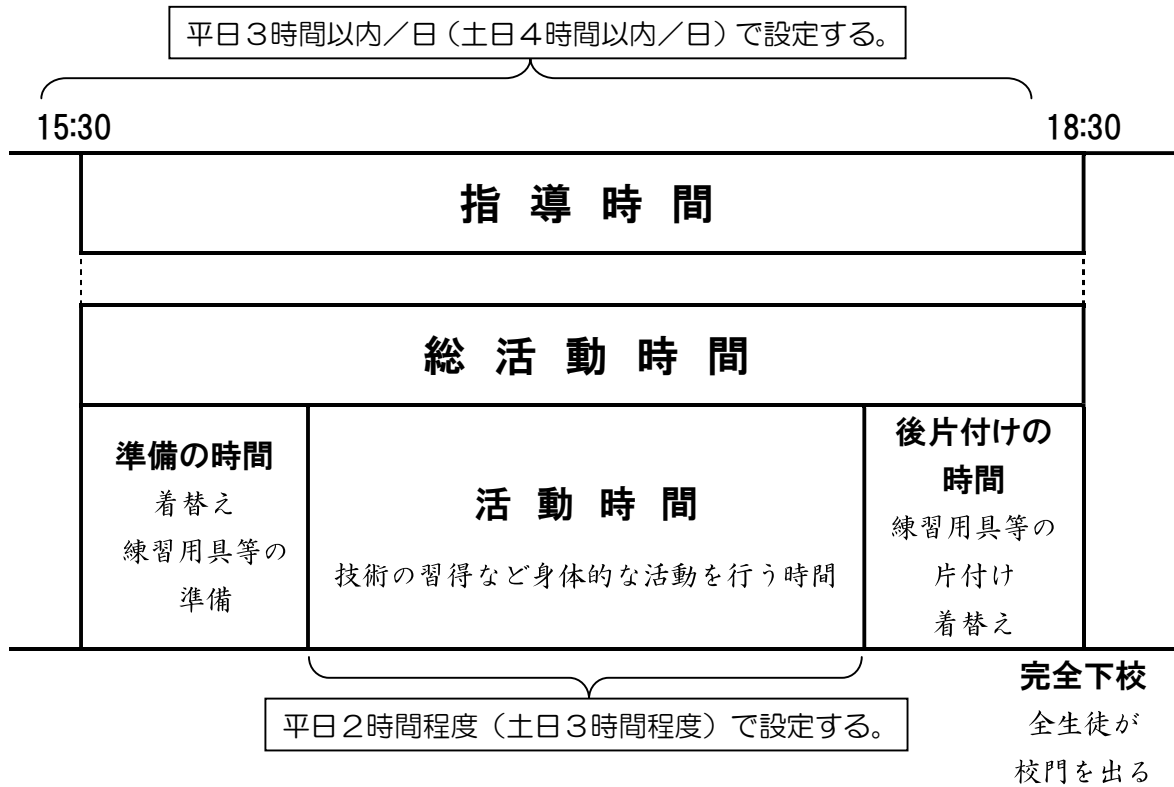 平日３時間以内／日（土日４時間以内／日）で設定する。
15:30
18:30
指導時間
総活動時間
準備の時間
着替え
練習用具等の
準備
活動時間
技術の習得など身体的な活動を行う時間
後片付けの
時間
練習用具等の
片付け
着替え
平日２時間程度（土日３時間程度）で設定する。
完全下校
全生徒が
校門を出る